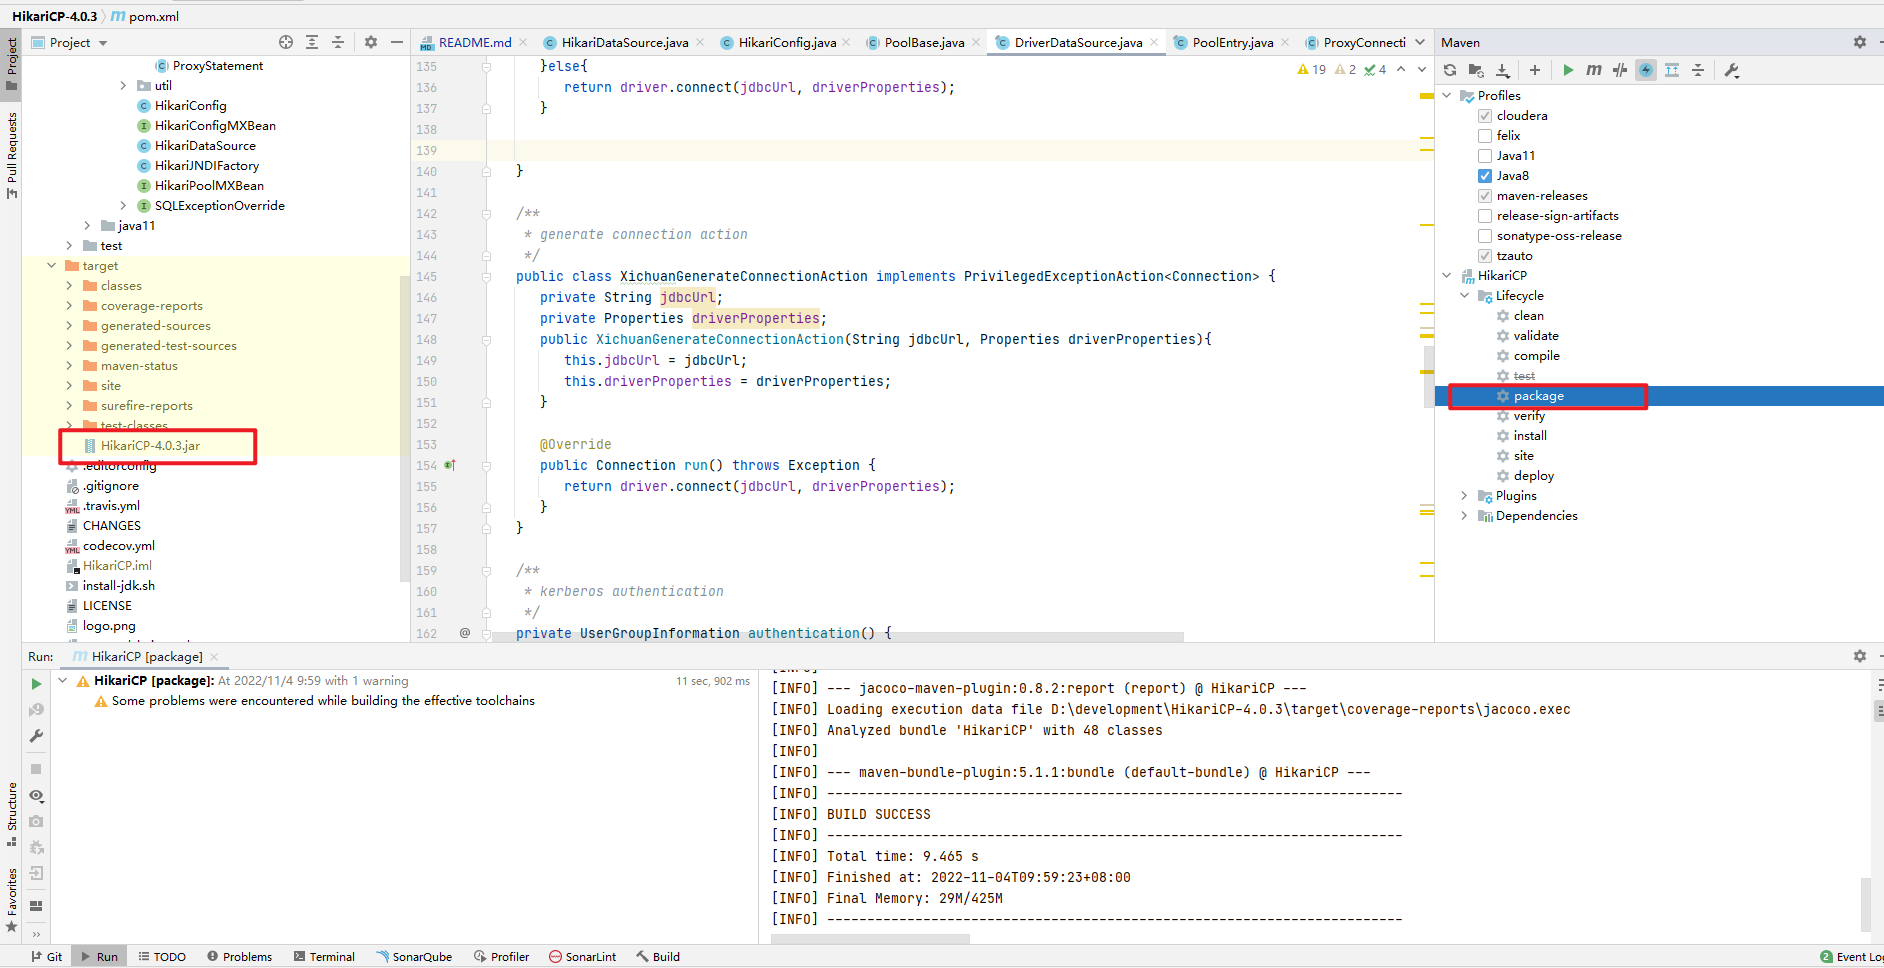 HikariCP-4.0.3 pom.xml
Project
README.md
HikariDataSource.java
HikariConfig.java
PoolBase.java
DriverDataSource.java
PoolEntry.java
ProxyConnecti
Maven
Project
Pull Requests
Structure
Favorites
ProxyStatement
util
HikariConfig
HikariConfigMXBean
HikariDataSource
HikariJNDIFactory
HikariPoolMXBean
SQLExceptionOverride
java11
test
target
classes
coverage-reports
generated-sources
generated-test-sources
maven-status
site
surefire-reports
test-classes
HikariCP-4.0.3.jar
.editorconfig
.gitignore
.travis.yml
CHANGES
codecov.yml
HikariCP.iml
install-jdk.sh
LICENSE
logo.png
19 2 4
135 }else{
136 return driver.connect(jdbcUrl, driverProperties);
137 }
138
139
140 }
141
142 /**
143 * generate connection action
144 */
145 public class XichuanGenerateConnectionAction implements PrivilegedExceptionAction<Connection> {
146 private String jdbcUrl;
147 private Properties driverProperties;
148 public XichuanGenerateConnectionAction(String jdbcUrl, Properties driverProperties){
149 this.jdbcUrl = jdbcUrl;
150 this.driverProperties = driverProperties;
151 }
152
153 @Override
154 public Connection run() throws Exception {
155 return driver.connect(jdbcUrl, driverProperties);
156 }
157 }
158
159 /**
160 * kerberos authentication
161 */
162 @ private UserGroupInformation authentication() {
Profiles
cloudera
felix
Java11
Java8
maven-releases
release-sign-artifacts
sonatype-oss-release
tzauto
HikariCP
Lifecycle
clean
validate
compile
test
package
verify
install
site
deploy
Plugins
Dependencies
Run: HikariCP [package]
HikariCP [package]: At 2022/11/4 9:59 with 1 warning 11 sec, 902 ms
Some problems were encountered while building the effective toolchains
[INFO] --- jacoco-maven-plugin:0.8.2:report (report) @ HikariCP ---
[INFO] Loading execution data file D:\development\HikariCP-4.0.3\target\coverage-reports\jacoco.exec
[INFO] Analyzed bundle 'HikariCP' with 48 classes
[INFO]
[INFO] --- maven-bundle-plugin:5.1.1:bundle (default-bundle) @ HikariCP ---
[INFO] ------------------------------------------------------------------------
[INFO] BUILD SUCCESS
[INFO] ------------------------------------------------------------------------
[INFO] Total time: 9.465 s
[INFO] Finished at: 2022-11-04T09:59:23+08:00
[INFO] Final Memory: 29M/425M
[INFO] ------------------------------------------------------------------------
Git Run TODO Problems Terminal SonarQube Profiler SonarLint Build 2 Event Log